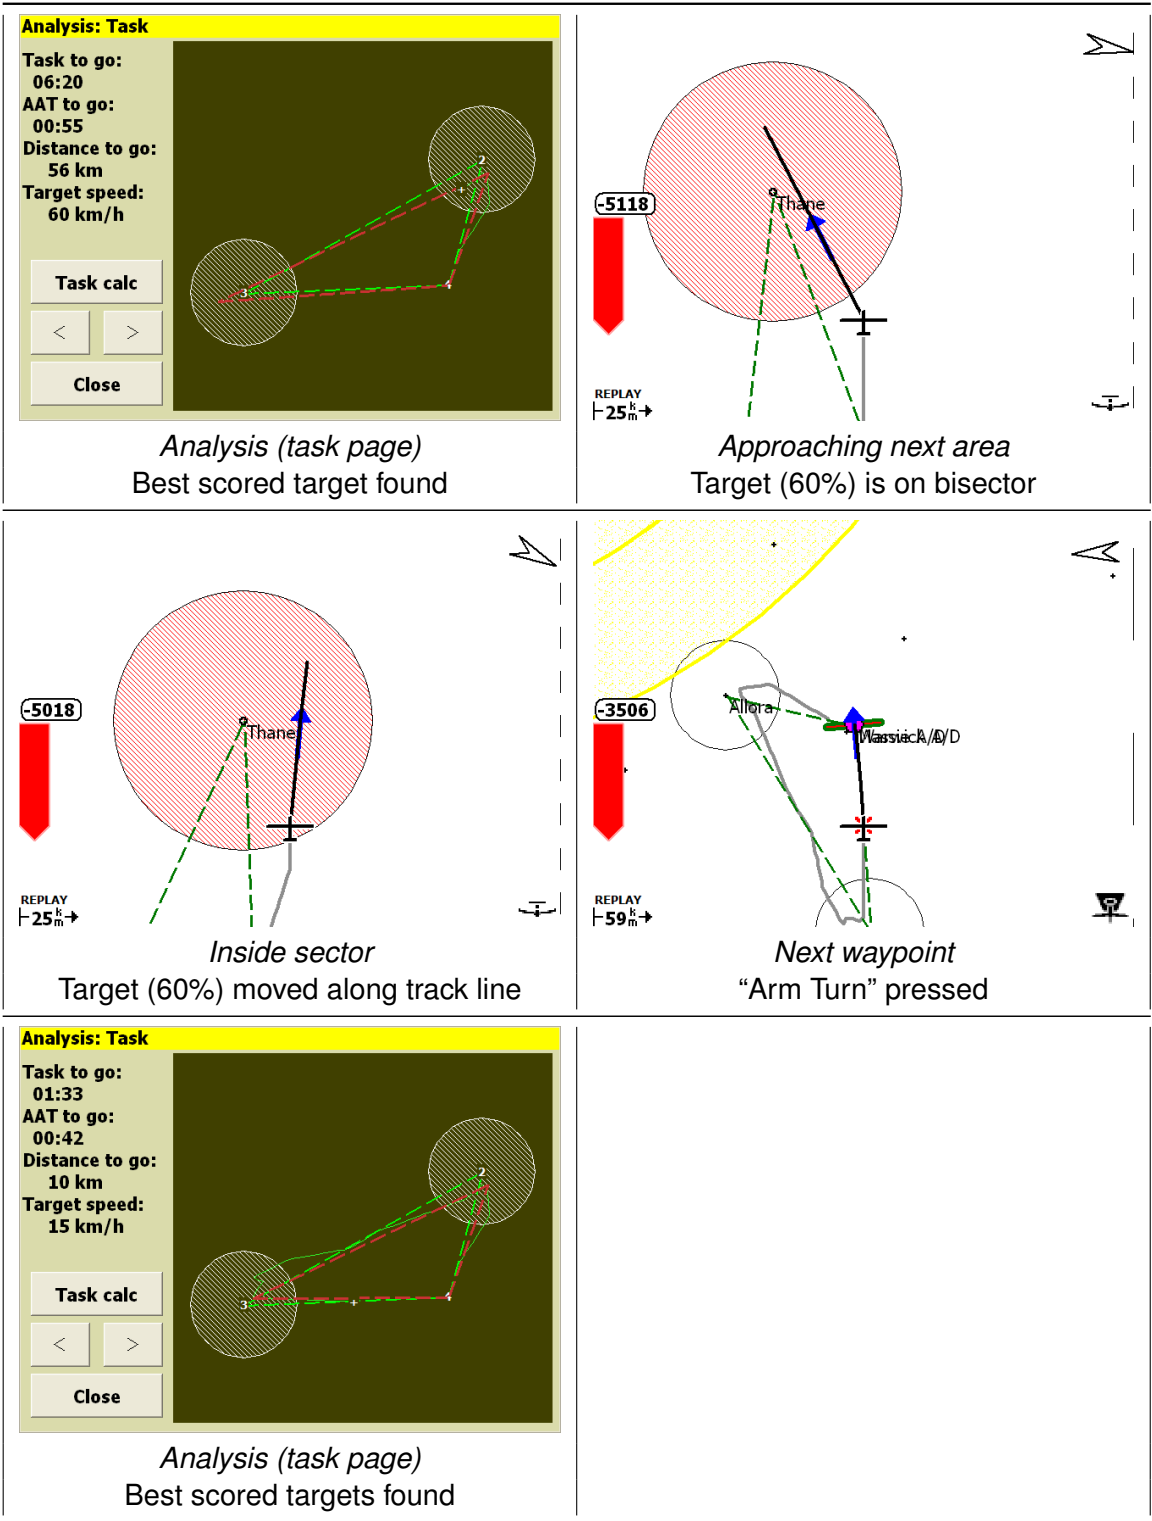 Analysis: Task
Task to go:
06:20
AAT to go:
00:55
Distance to go:
56 km
Target speed:
60 km/h
Task calc
<
>
Close
2
3
Analysis (task page)
Best scored target found
Thane
-5118
REPLAY
25 km
Approaching next area
Target (60%) is on bisector
Thane
-5018
REPLAY
25 km
Inside sector
Target (60%) moved along track line
Allora
-3506
A/D
REPLAY
59 km
Next waypoint
“Arm Turn” pressed
Analysis: Task
Task to go:
01:33
AAT to go:
00:42
Distance to go:
10 km
Target speed:
15 km/h
Task calc
<
>
Close
2
3
Analysis (task page)
Best scored targets found